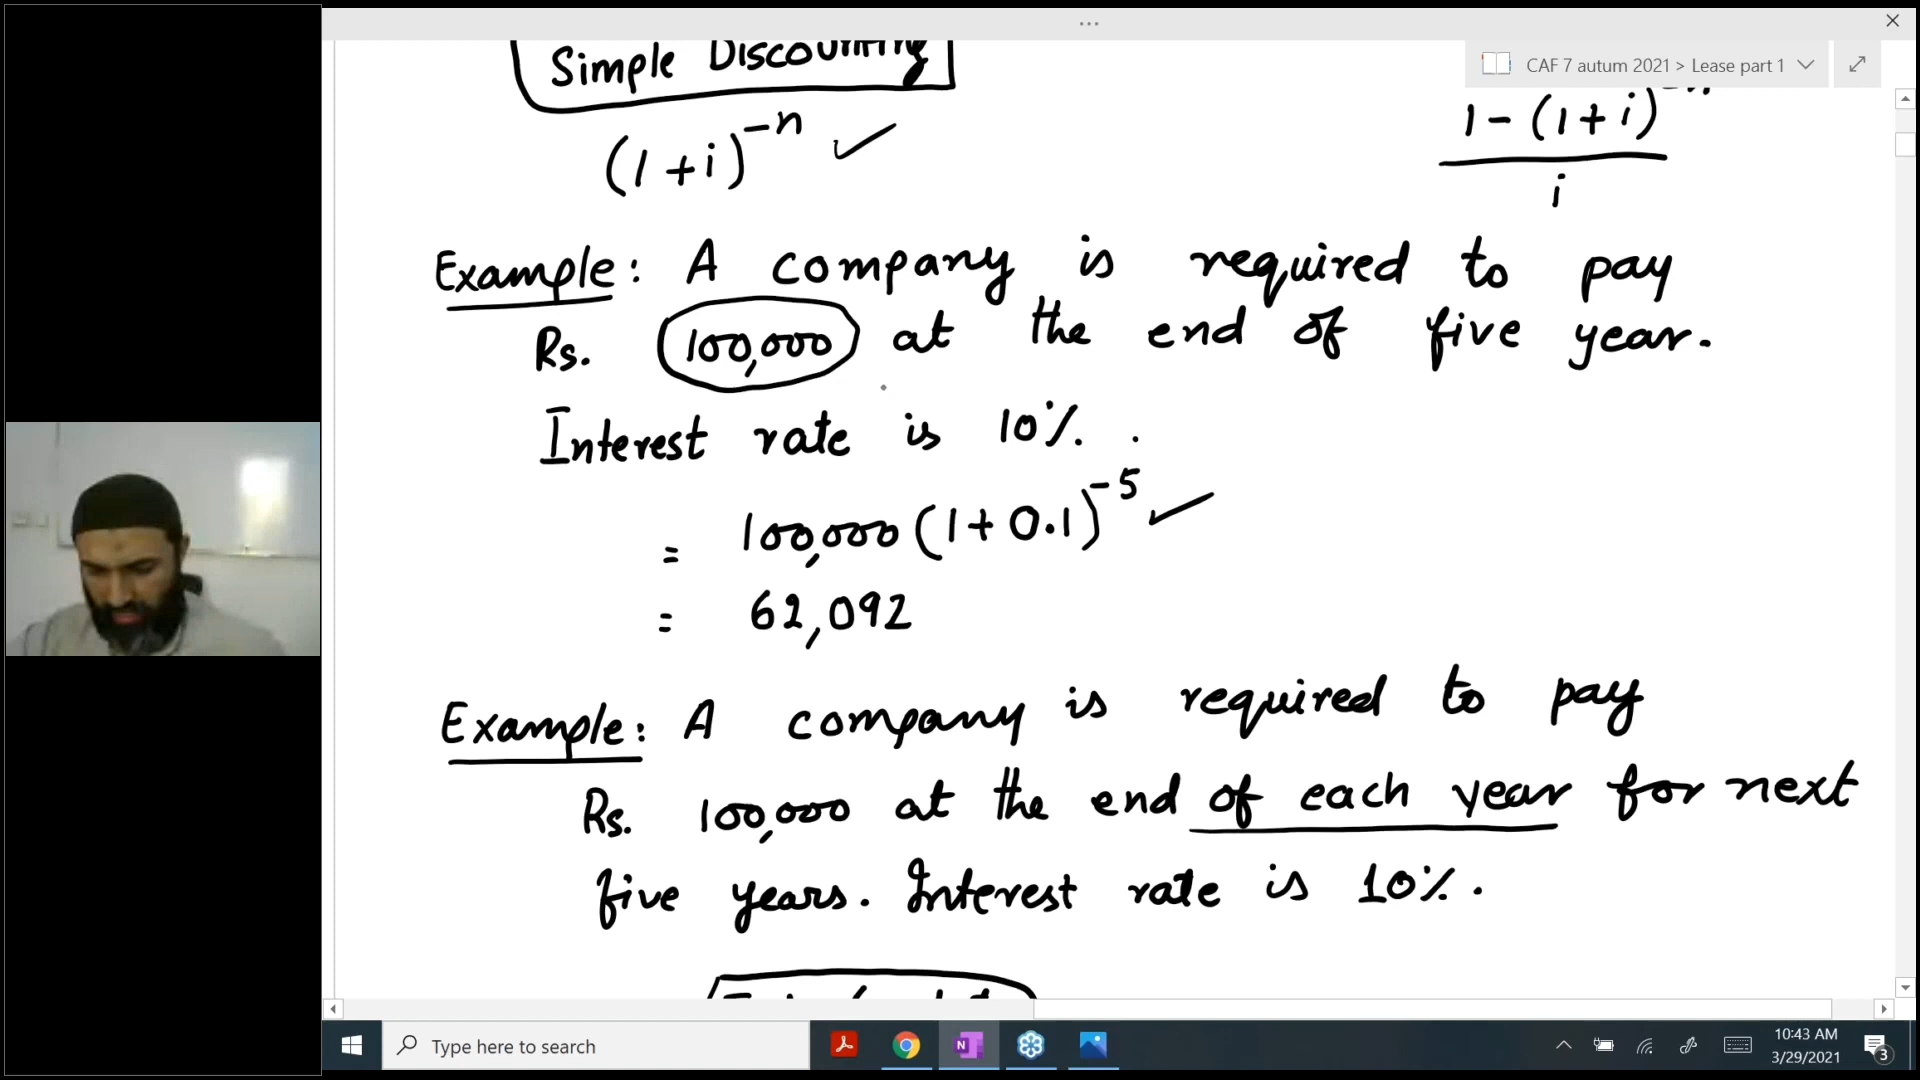 Simple Discounting
CAF 7 autum 2021 > Lease part 1
(1+i)^-n ✓
1-(1+i)^-n
i
Example: A company is required to pay
Rs. 100,000 at the end of five year.
Interest rate is 10%.
= 100,000 (1+0.1)^-5 ✓
= 62,092
Example: A company is required to pay
Rs. 100,000 at the end of each year for next
five years. Interest rate is 10%.
Type here to search
10:43 AM
3/29/2021
3